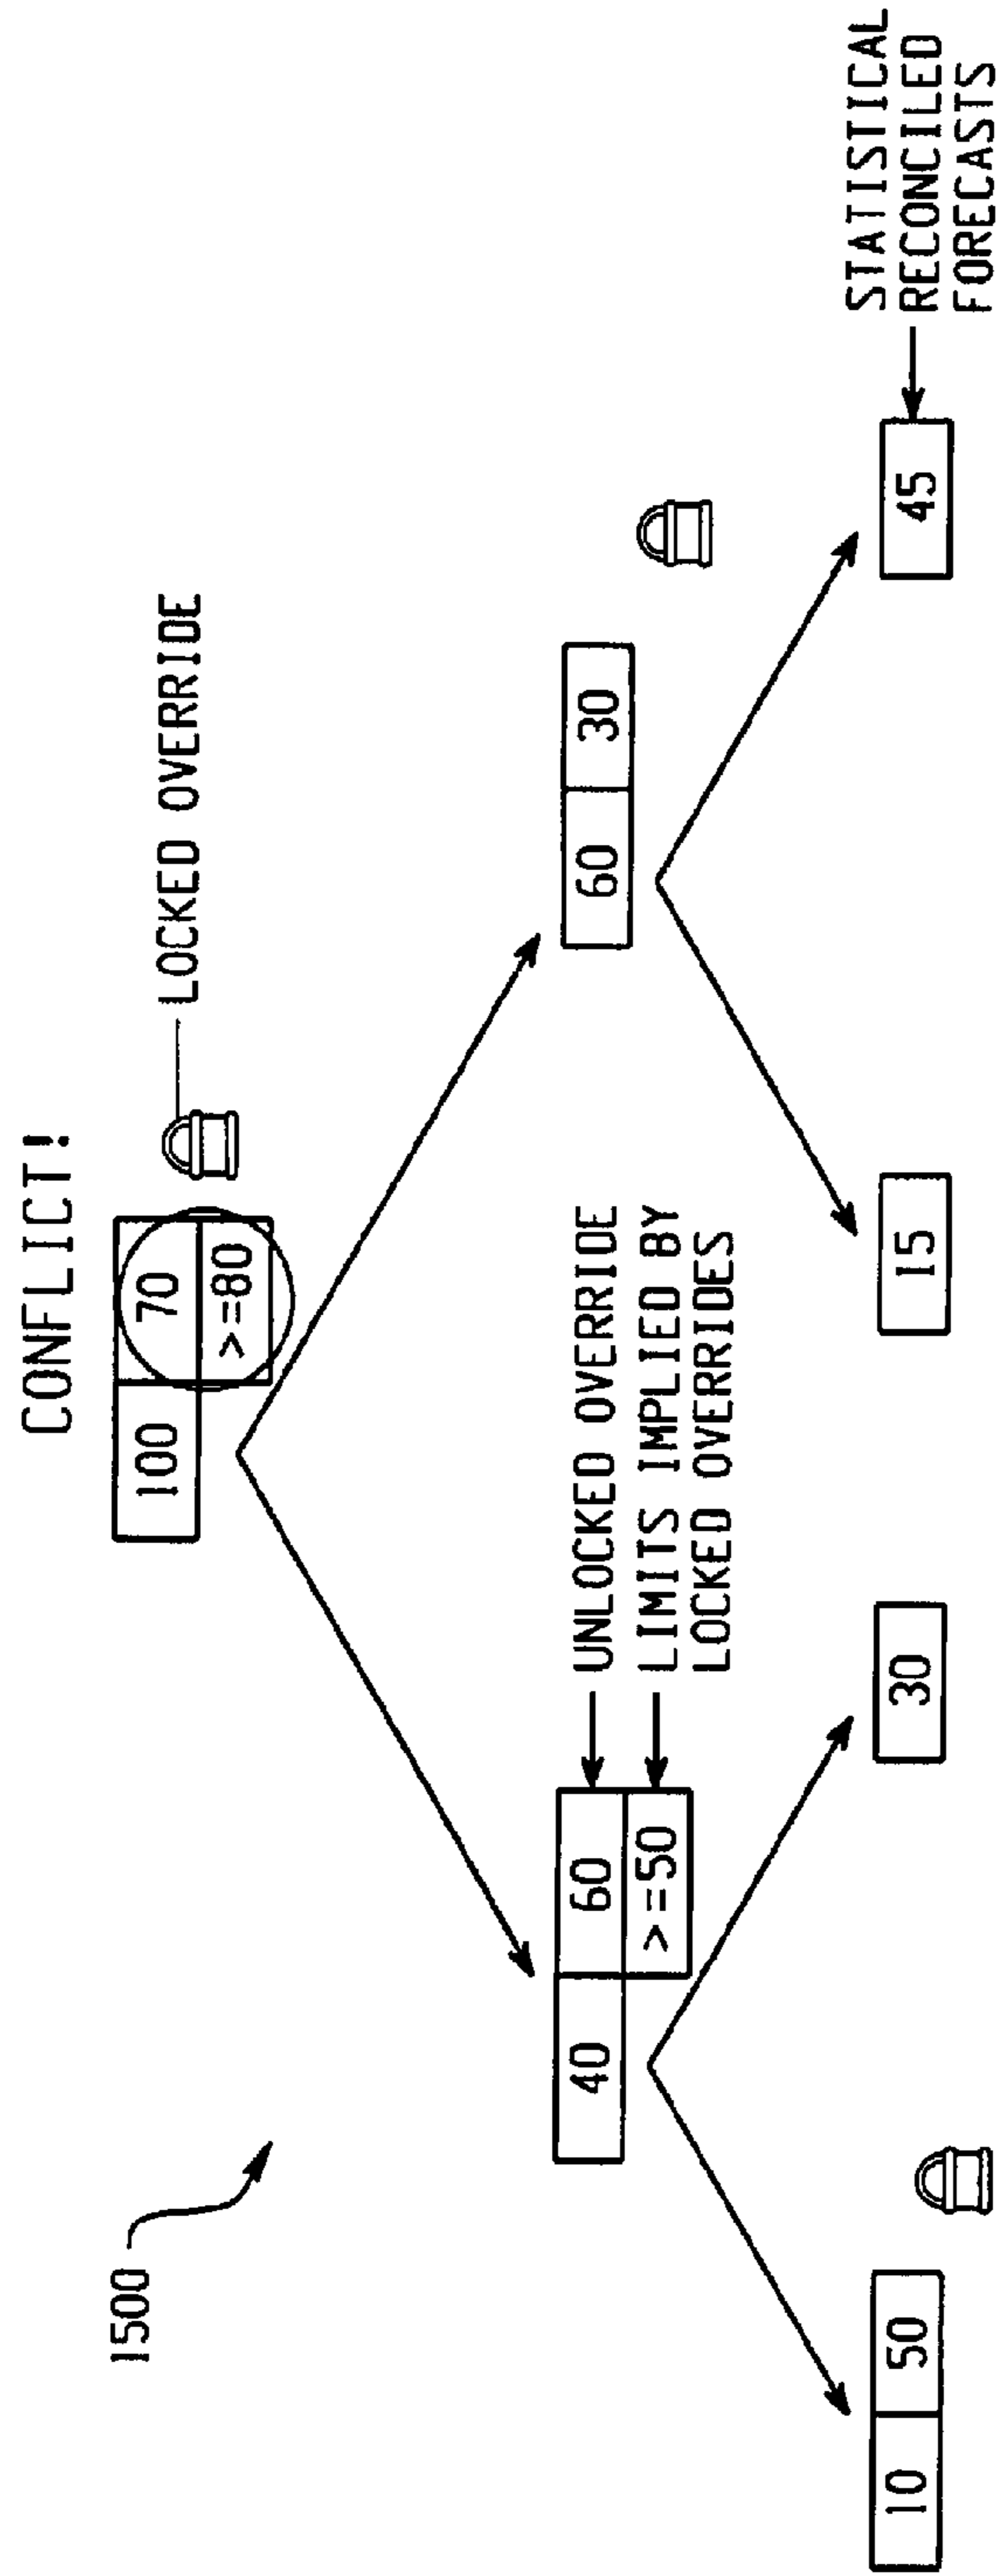 1500
CONFLICT!
100 70
>=80
LOCKED OVERRIDE
40 60
>=50
UNLOCKED OVERRIDE
LIMITS IMPLIED BY
LOCKED OVERRIDES
60 30
10 50
30
15
45
STATISTICAL
RECONCILED
FORECASTS